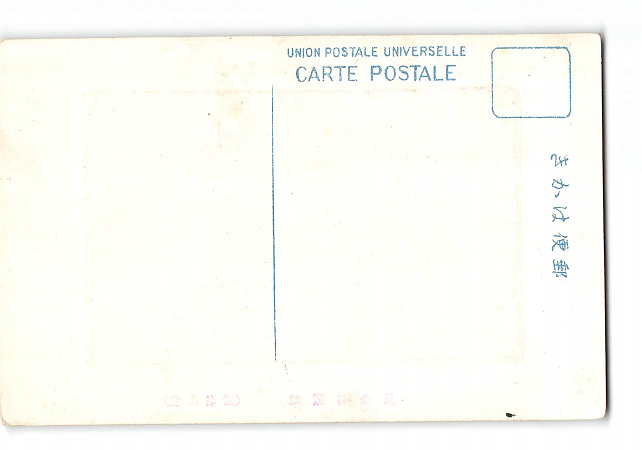 UNION POSTALE UNIVERSELLE
CARTE POSTALE
きかは便郵